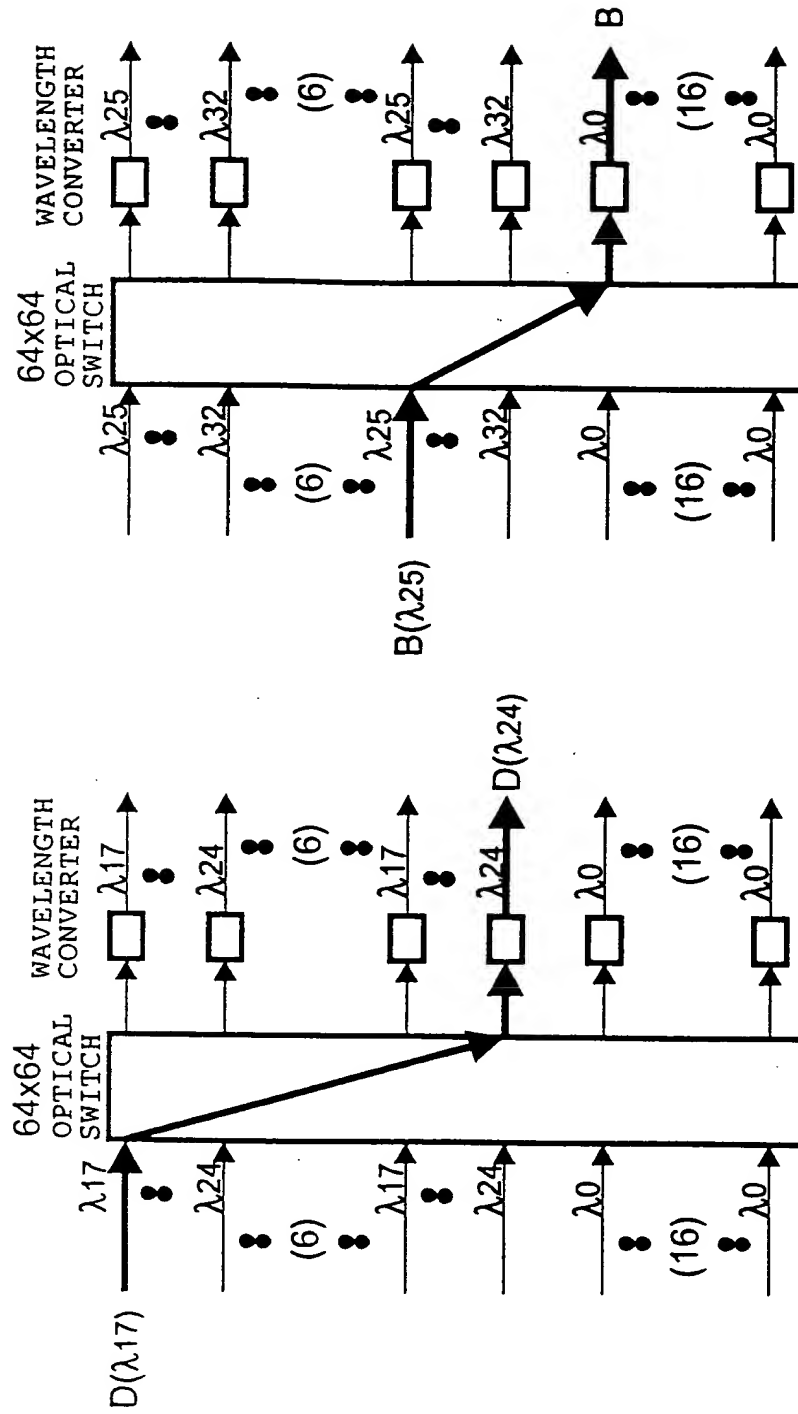 64x64
OPTICAL
SWITCH
WAVELENGTH
CONVERTER
D(λ17)
λ17
λ17
λ24
λ24
(6)
(6)
λ17
λ17
λ24
λ24
D(λ24)
λ0
λ0
(16)
(16)
λ0
λ0
64x64
OPTICAL
SWITCH
WAVELENGTH
CONVERTER
λ25
λ25
λ32
λ32
(6)
(6)
B(λ25)
λ25
λ25
λ32
λ32
λ0
λ0
B
(16)
(16)
λ0
λ0